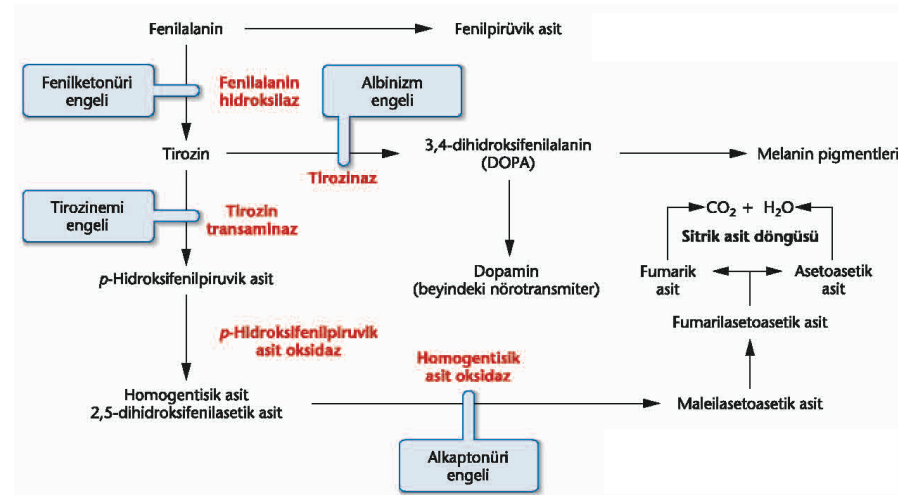 Fenilalanin
Fenilpirüvik asit
Fenilketonüri
engeli
Fenilalanin
hidroksilaz
Albinizm
engeli
Tirozin
Tirozinaz
3,4-dihidroksifenilalanin
(DOPA)
Melanin pigmentleri
Tirozinemi
engeli
Tirozin
transaminaz
CO2 + H2O
Sitrik asit döngüsü
p-Hidroksifenilpiruvik asit
Dopamin
(beyindeki nörotransmiter)
Fumarik
asit
Asetoasetik
asit
Fumarilasetoasetik asit
p-Hidroksifenilpiruvik
asit oksidaz
Homogentisik
asit oksidaz
Homogentisik asit
2,5-dihidroksifenilasetik asit
Maleilasetoasetik asit
Alkaptonüri
engeli